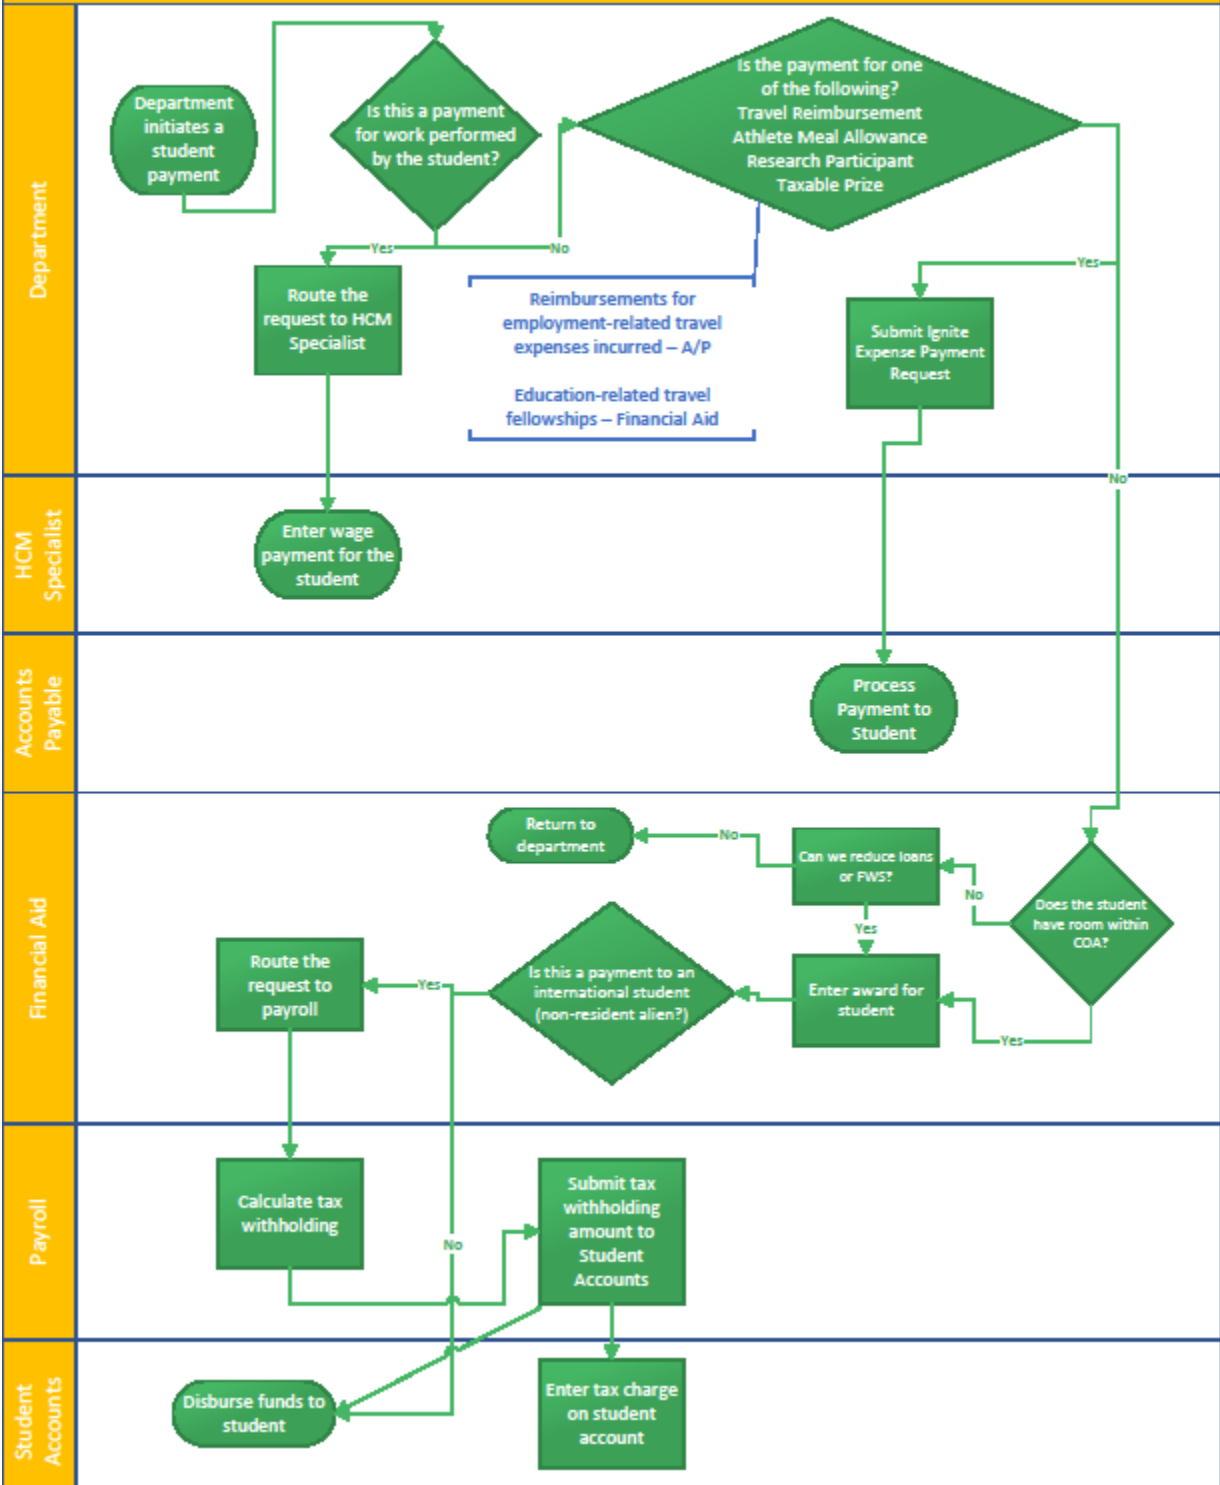 Department
Department
initiates a
student
payment
Is this a payment
for work performed
by the student?
Is the payment for one
of the following?
Travel Reimbursement
Athlete Meal Allowance
Research Participant
Taxable Prize
Yes
No
Yes
Route the
request to HCM
Specialist
Reimbursements for
employment-related travel
expenses incurred – A/P
Education-related travel
fellowships – Financial Aid
Submit Ignite
Expense Payment
Request
No
HCM
Specialist
Enter wage
payment for the
student
Accounts
Payable
Process
Payment to
Student
Financial Aid
Return to
department
No
Can we reduce loans
or FWS?
No
Does the student
have room within
COA?
Yes
Route the
request to
payroll
Yes
Is this a payment to an
international student
(non-resident alien?)
Enter award for
student
Yes
Payroll
Calculate tax
withholding
No
Submit tax
withholding
amount to
Student
Accounts
Student
Accounts
Disburse funds to
student
Enter tax charge
on student
account